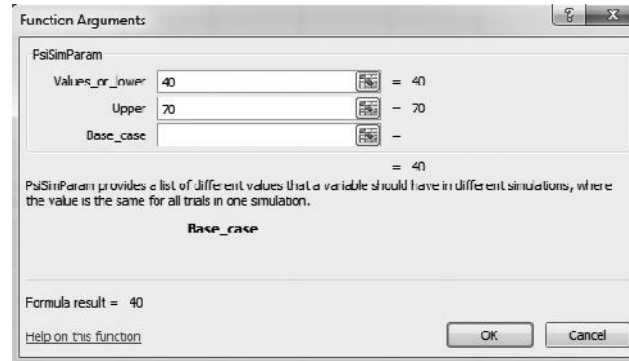 Function Arguments
PsiSimParam
Values_or_lower 40 = 40
Upper 70 = 70
Base_case =
= 40
PsiSimParam provides a list of different values that a variable should have in different simulations, where
the value is the same for all trials in one simulation.
Base_case
Formula result = 40
Help on this function
OK Cancel